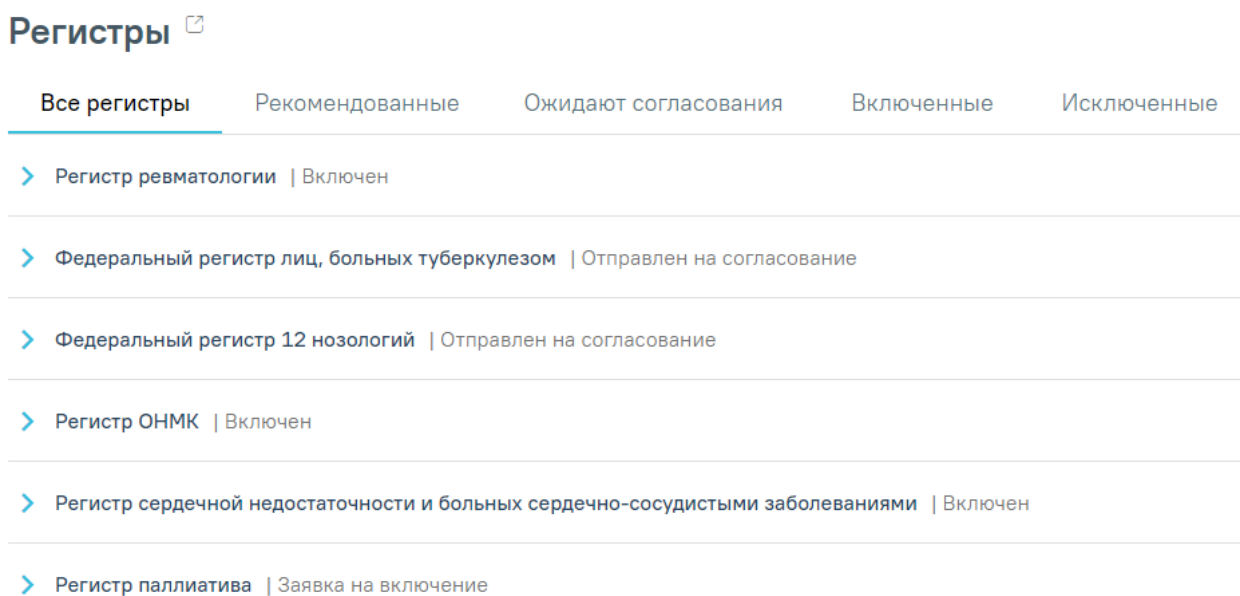 Регистры
Все регистры Рекомендованные Ожидают согласования Включенные Исключенные
Регистр ревматологии | Включен
Федеральный регистр лиц, больных туберкулезом | Отправлен на согласование
Федеральный регистр 12 нозологий | Отправлен на согласование
Регистр ОНМК | Включен
Регистр сердечной недостаточности и больных сердечно-сосудистыми заболеваниями | Включен
Регистр паллиатива | Заявка на включение